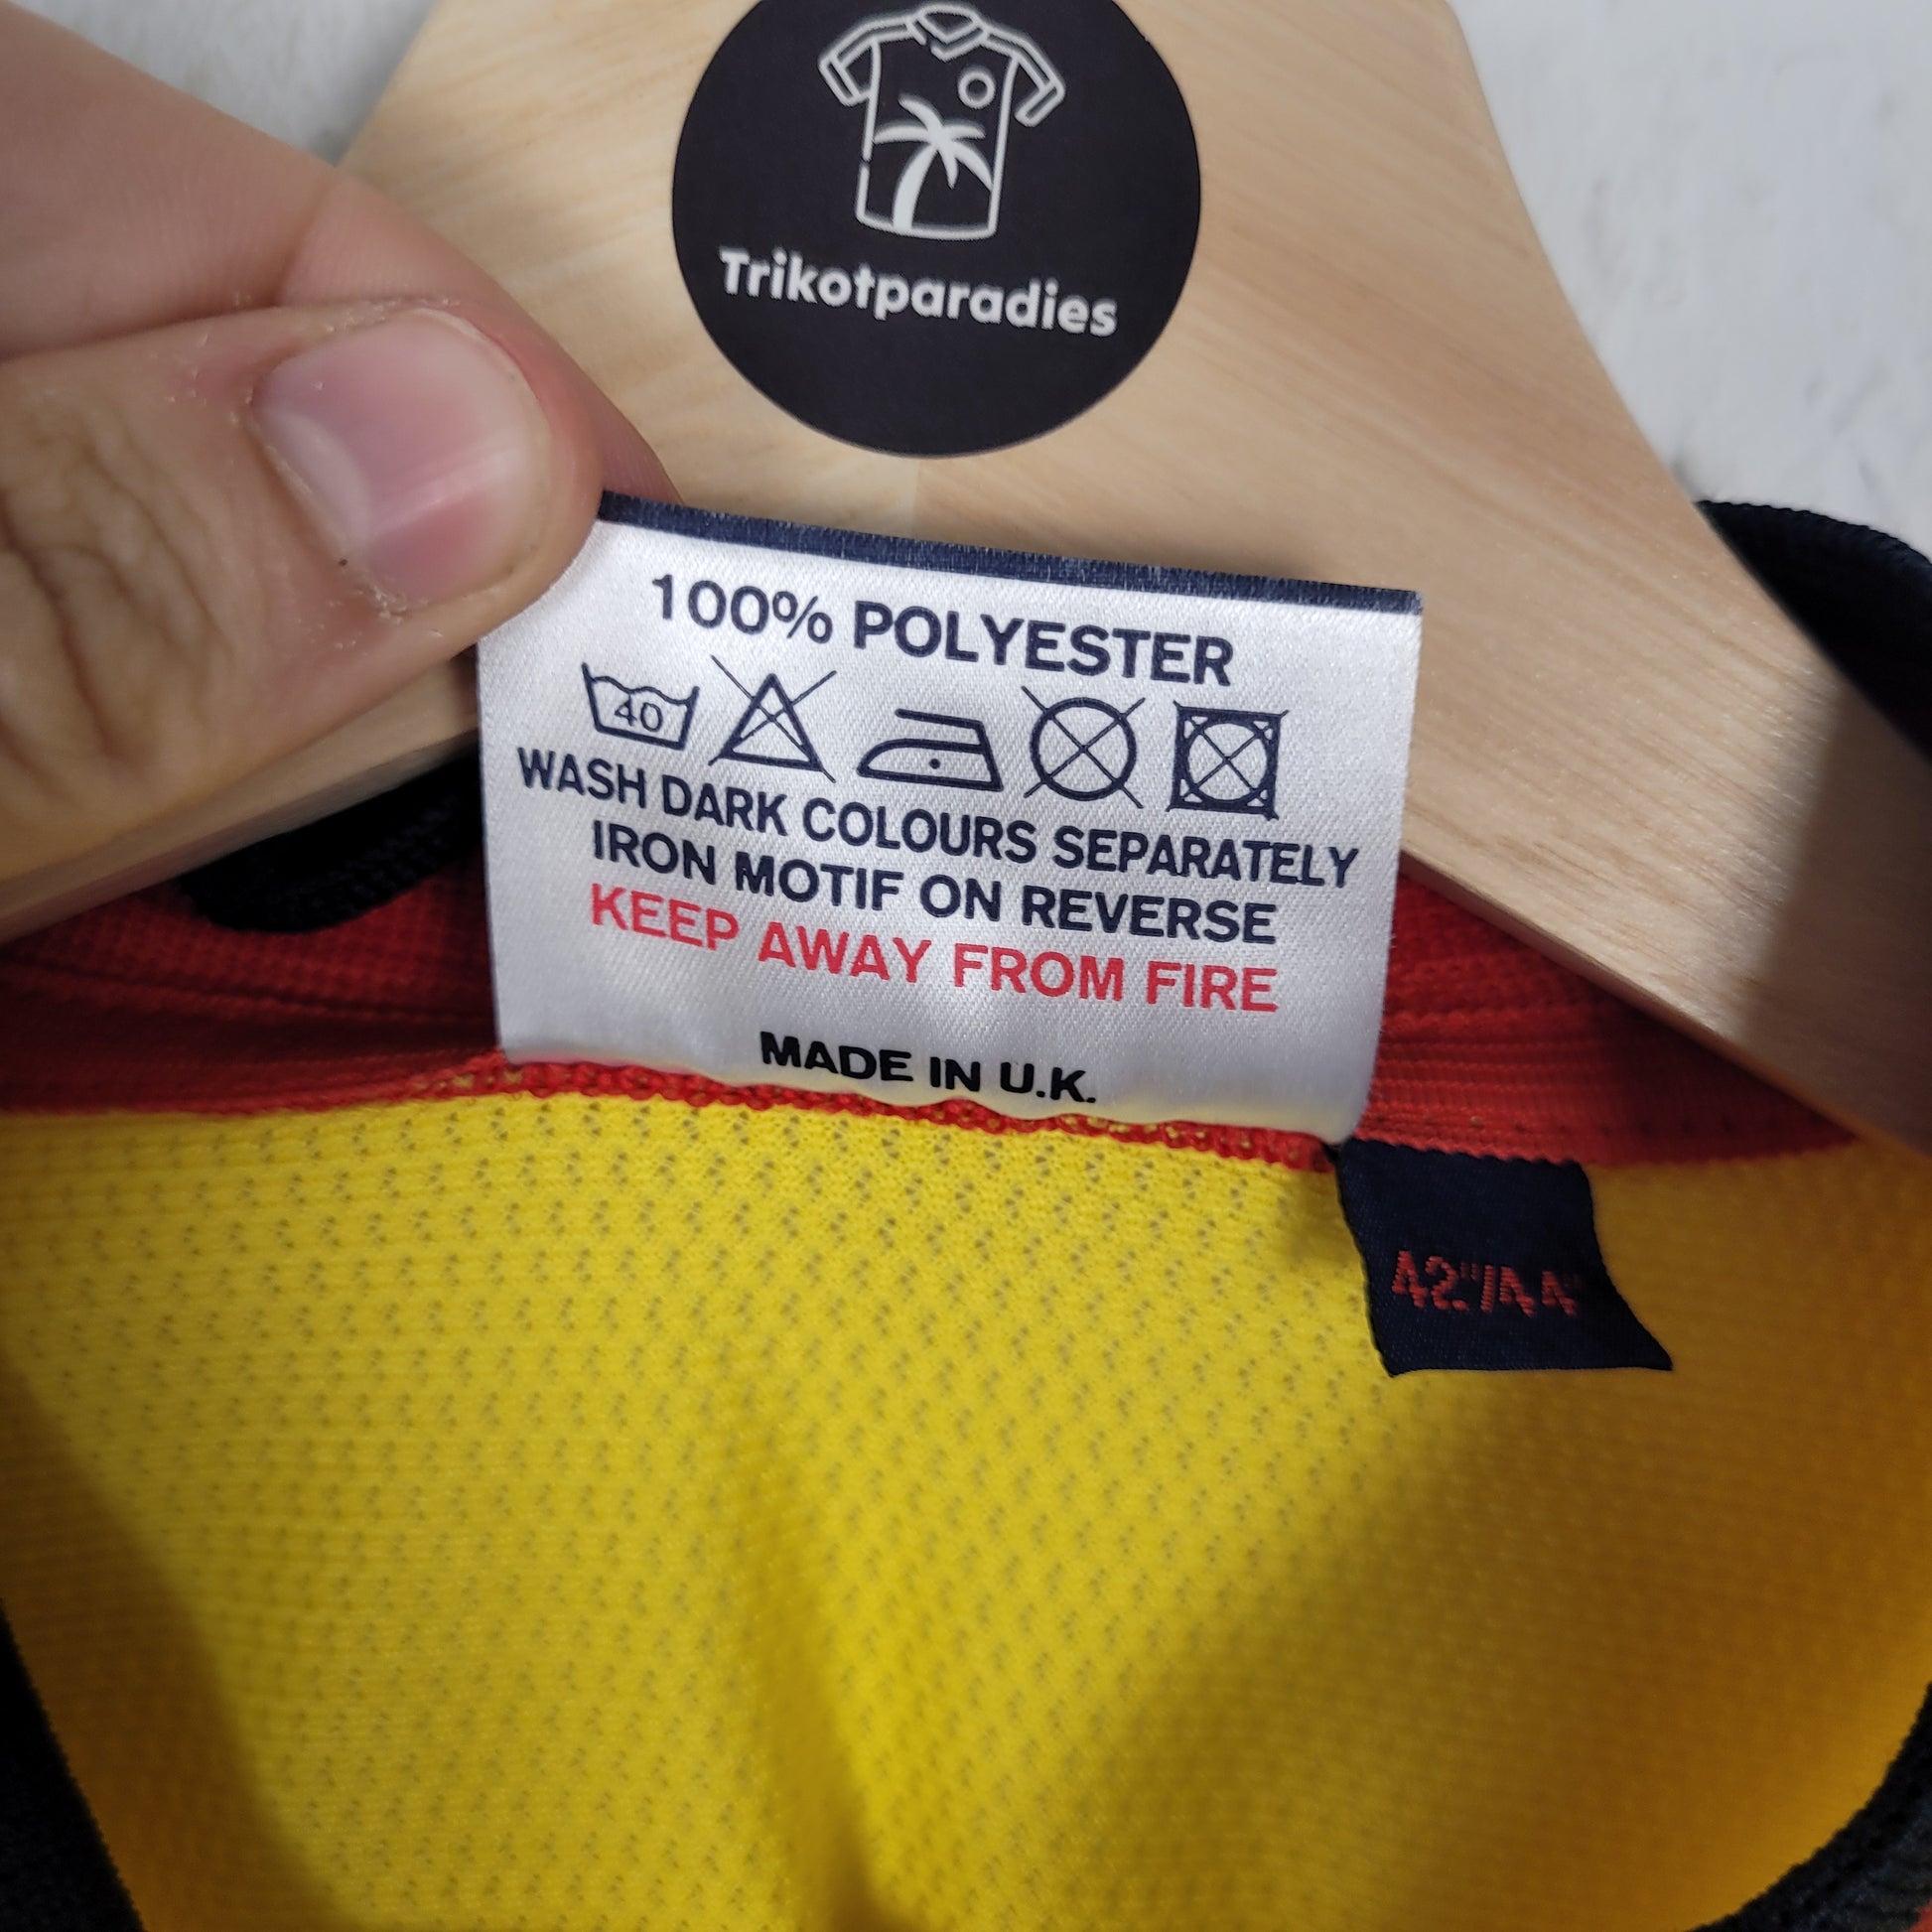 Trikotparadies
100% POLYESTER
40
WASH DARK COLOURS SEPARATELY
IRON MOTIF ON REVERSE
KEEP AWAY FROM FIRE
MADE IN U.K.
42"/44"